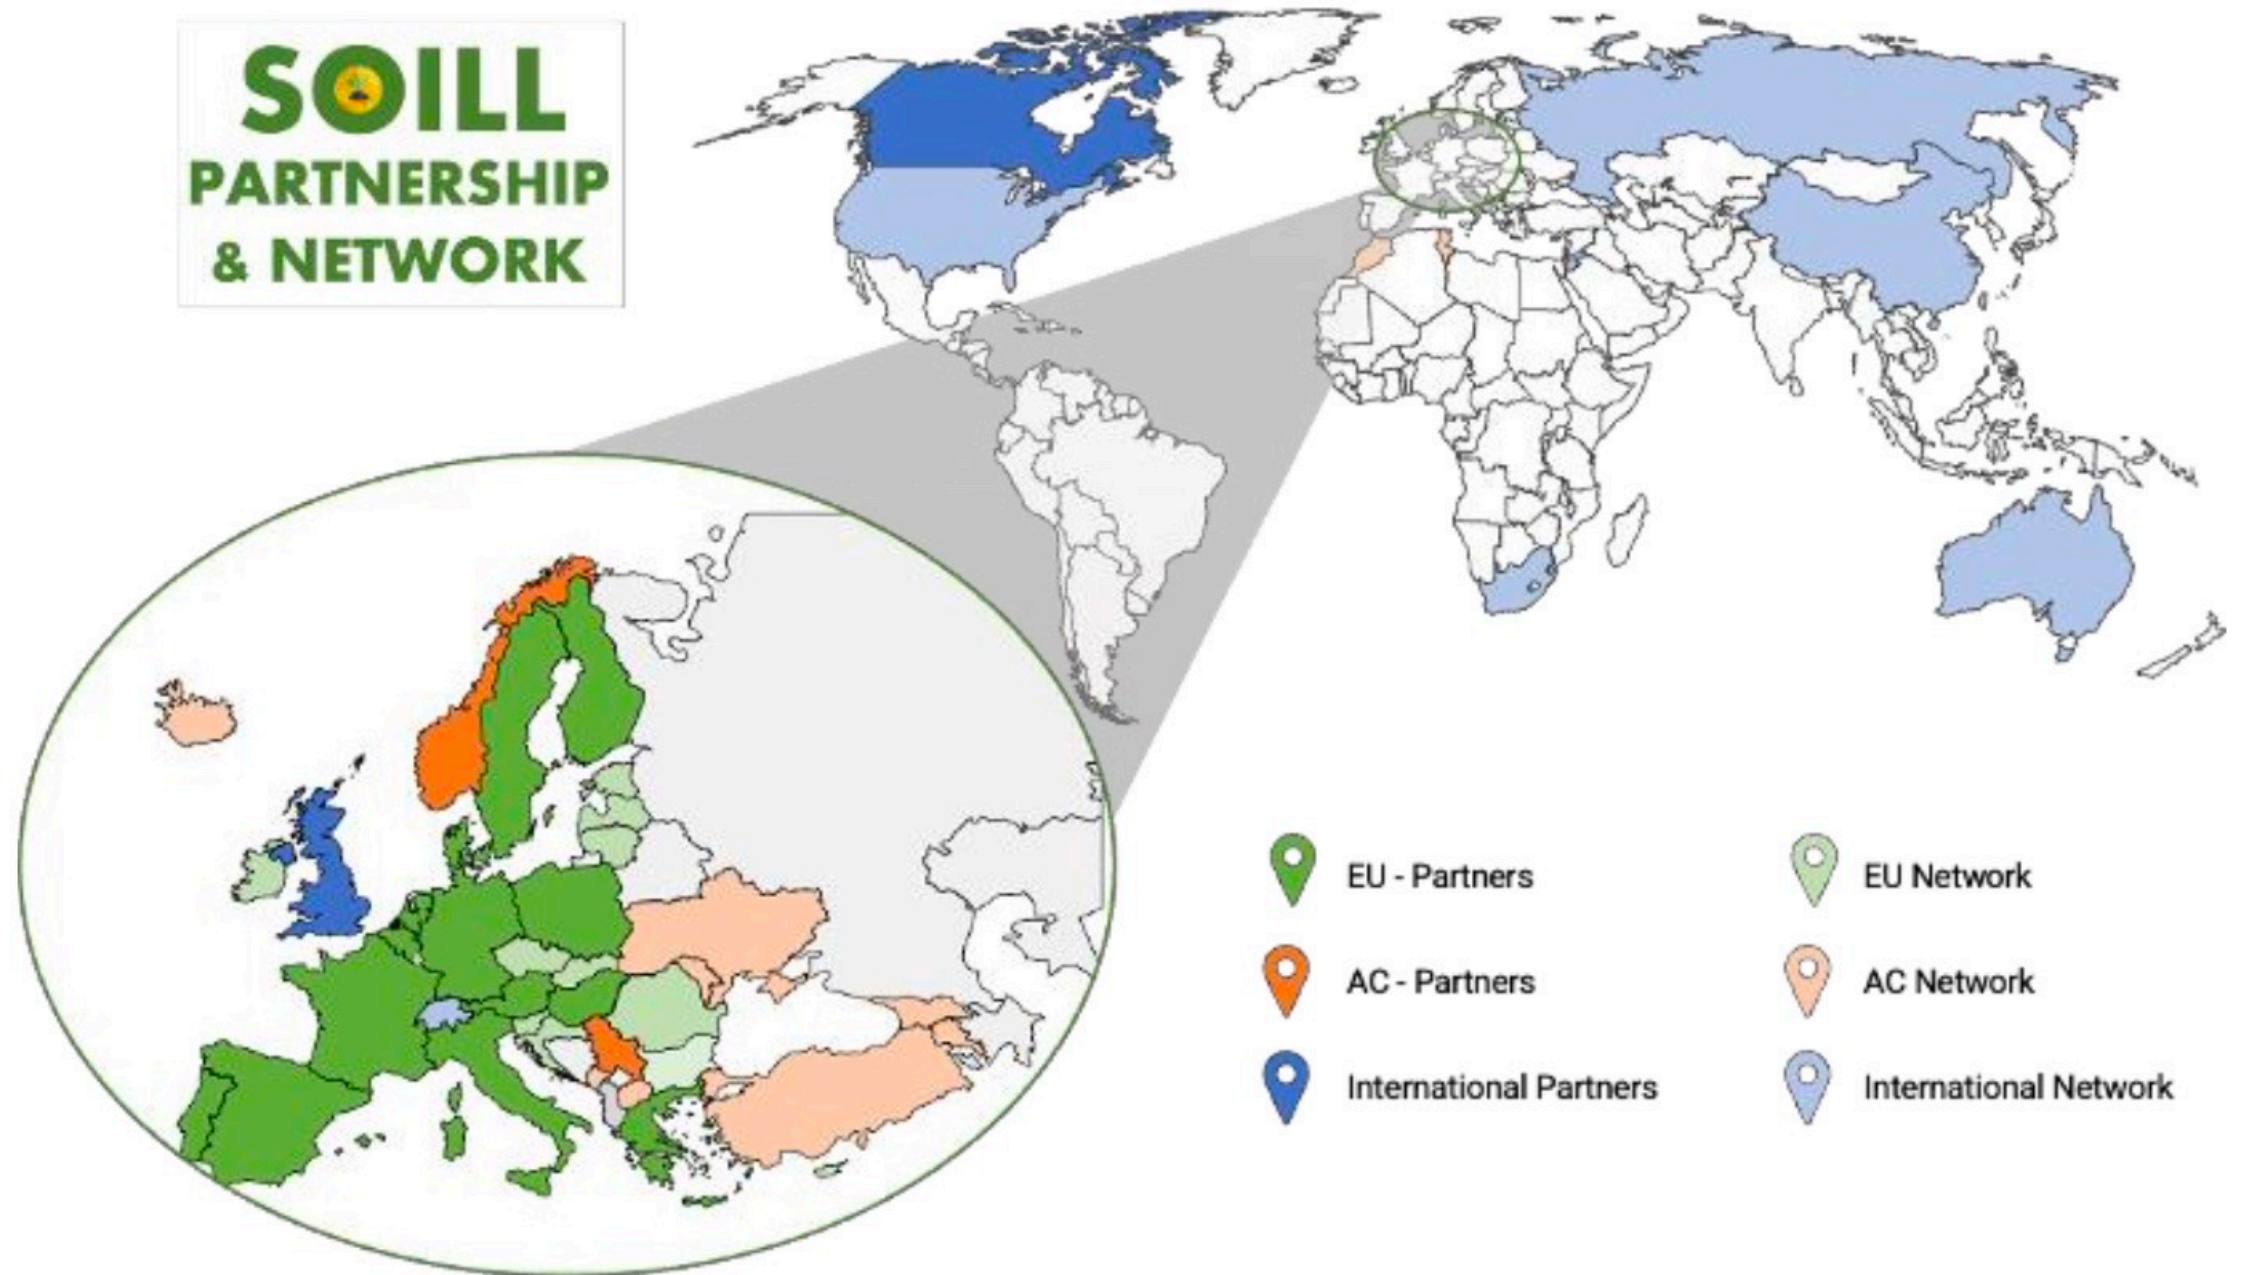 SOILL
PARTNERSHIP
& NETWORK
EU - Partners
EU Network
AC - Partners
AC Network
International Partners
International Network